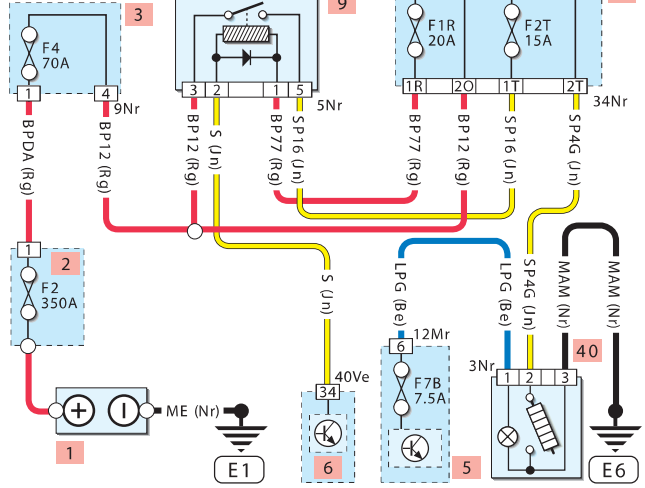 3
9
F4
70A
F1R
20A
F2T
15A
1
4
9Nr
3
2
1
5
5Nr
1R
2O
1T
2T
34Nr
BPDA (Rg)
BP12 (Rg)
BP12 (Rg)
S (Jn)
BP77 (Rg)
SP16 (Jn)
BP77 (Rg)
BP12 (Rg)
SP16 (Jn)
SP4G (Jn)
1
2
F2
350A
S (Jn)
LPG (Be)
LPG (Be)
SP4G (Jn)
MAM (Nr)
MAM (Nr)
12Mr
6
3Nr
40
1
2
3
40Ve
34
F7B
7.5A
ME (Nr)
1
E1
6
5
E6